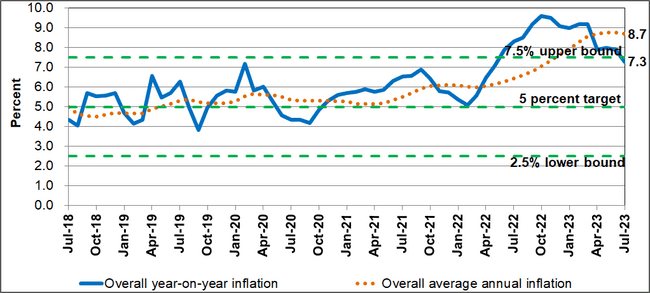 10.0
9.0
8.0
7.0
6.0
5.0
4.0
3.0
2.0
1.0
0.0
Percent
7.5% upper bound
8.7
7.3
5 percent target
2.5% lower bound
Jul-18
Oct-18
Jan-19
Apr-19
Jul-19
Oct-19
Jan-20
Apr-20
Jul-20
Oct-20
Jan-21
Apr-21
Jul-21
Oct-21
Jan-22
Apr-22
Jul-22
Oct-22
Jan-23
Apr-23
Jul-23
Overall year-on-year inflation
Overall average annual inflation